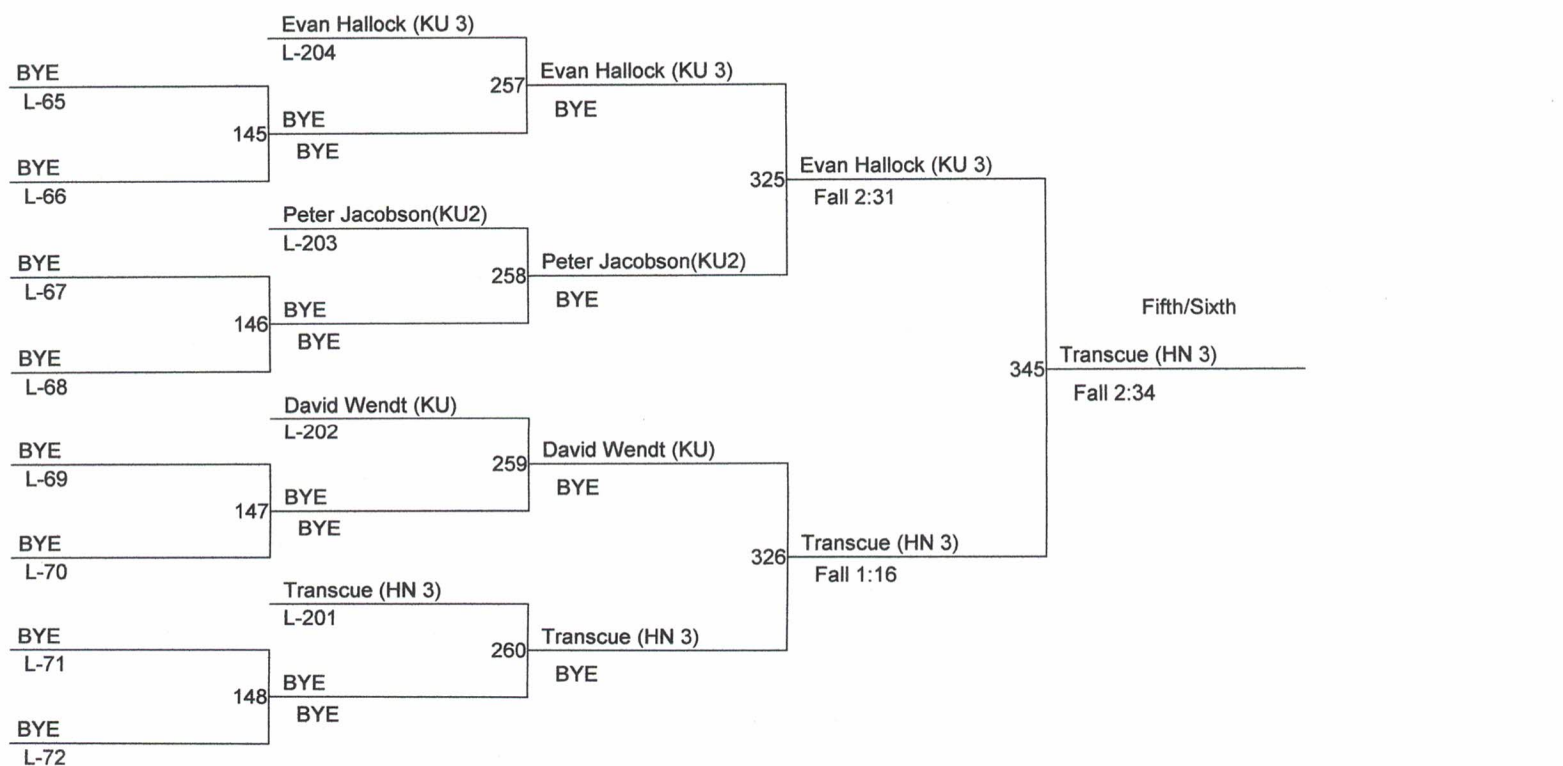 Evan Hallock (KU 3)
L-204
BYE
L-65
257
Evan Hallock (KU 3)
BYE
145
BYE
BYE
BYE
L-66
325
Evan Hallock (KU 3)
Fall 2:31
Peter Jacobson(KU2)
L-203
BYE
L-67
258
Peter Jacobson(KU2)
BYE
146
BYE
BYE
BYE
L-68
Fifth/Sixth
345
Transcue (HN 3)
Fall 2:34
David Wendt (KU)
L-202
BYE
L-69
259
David Wendt (KU)
BYE
147
BYE
BYE
BYE
L-70
326
Transcue (HN 3)
Fall 1:16
Transcue (HN 3)
L-201
BYE
L-71
260
Transcue (HN 3)
BYE
148
BYE
BYE
BYE
L-72